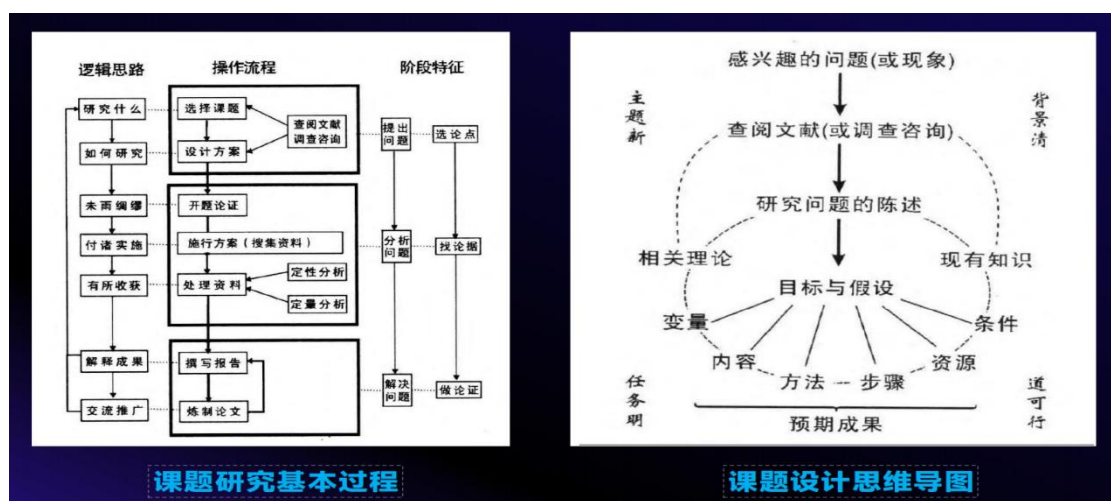 逻辑思路
操作流程
阶段特征
研究什么
选择课题
查阅文献
调查咨询
提出
问题
选论点
如何研究
设计方案
未雨绸缪
开题论证
付诸实施
施行方案(搜集资料)
分析
问题
找论据
有所收获
处理资料
定性分析
定量分析
解释成果
撰写报告
解决
问题
做论证
交流推广
炼制论文
课题研究基本过程
感兴趣的问题(或现象)
主题新
背景清
查阅文献(或调查咨询)
研究问题的陈述
相关理论
现有知识
目标与假设
变量
条件
内容
资源
方法
步骤
任务明
道可行
预期成果
课题设计思维导图